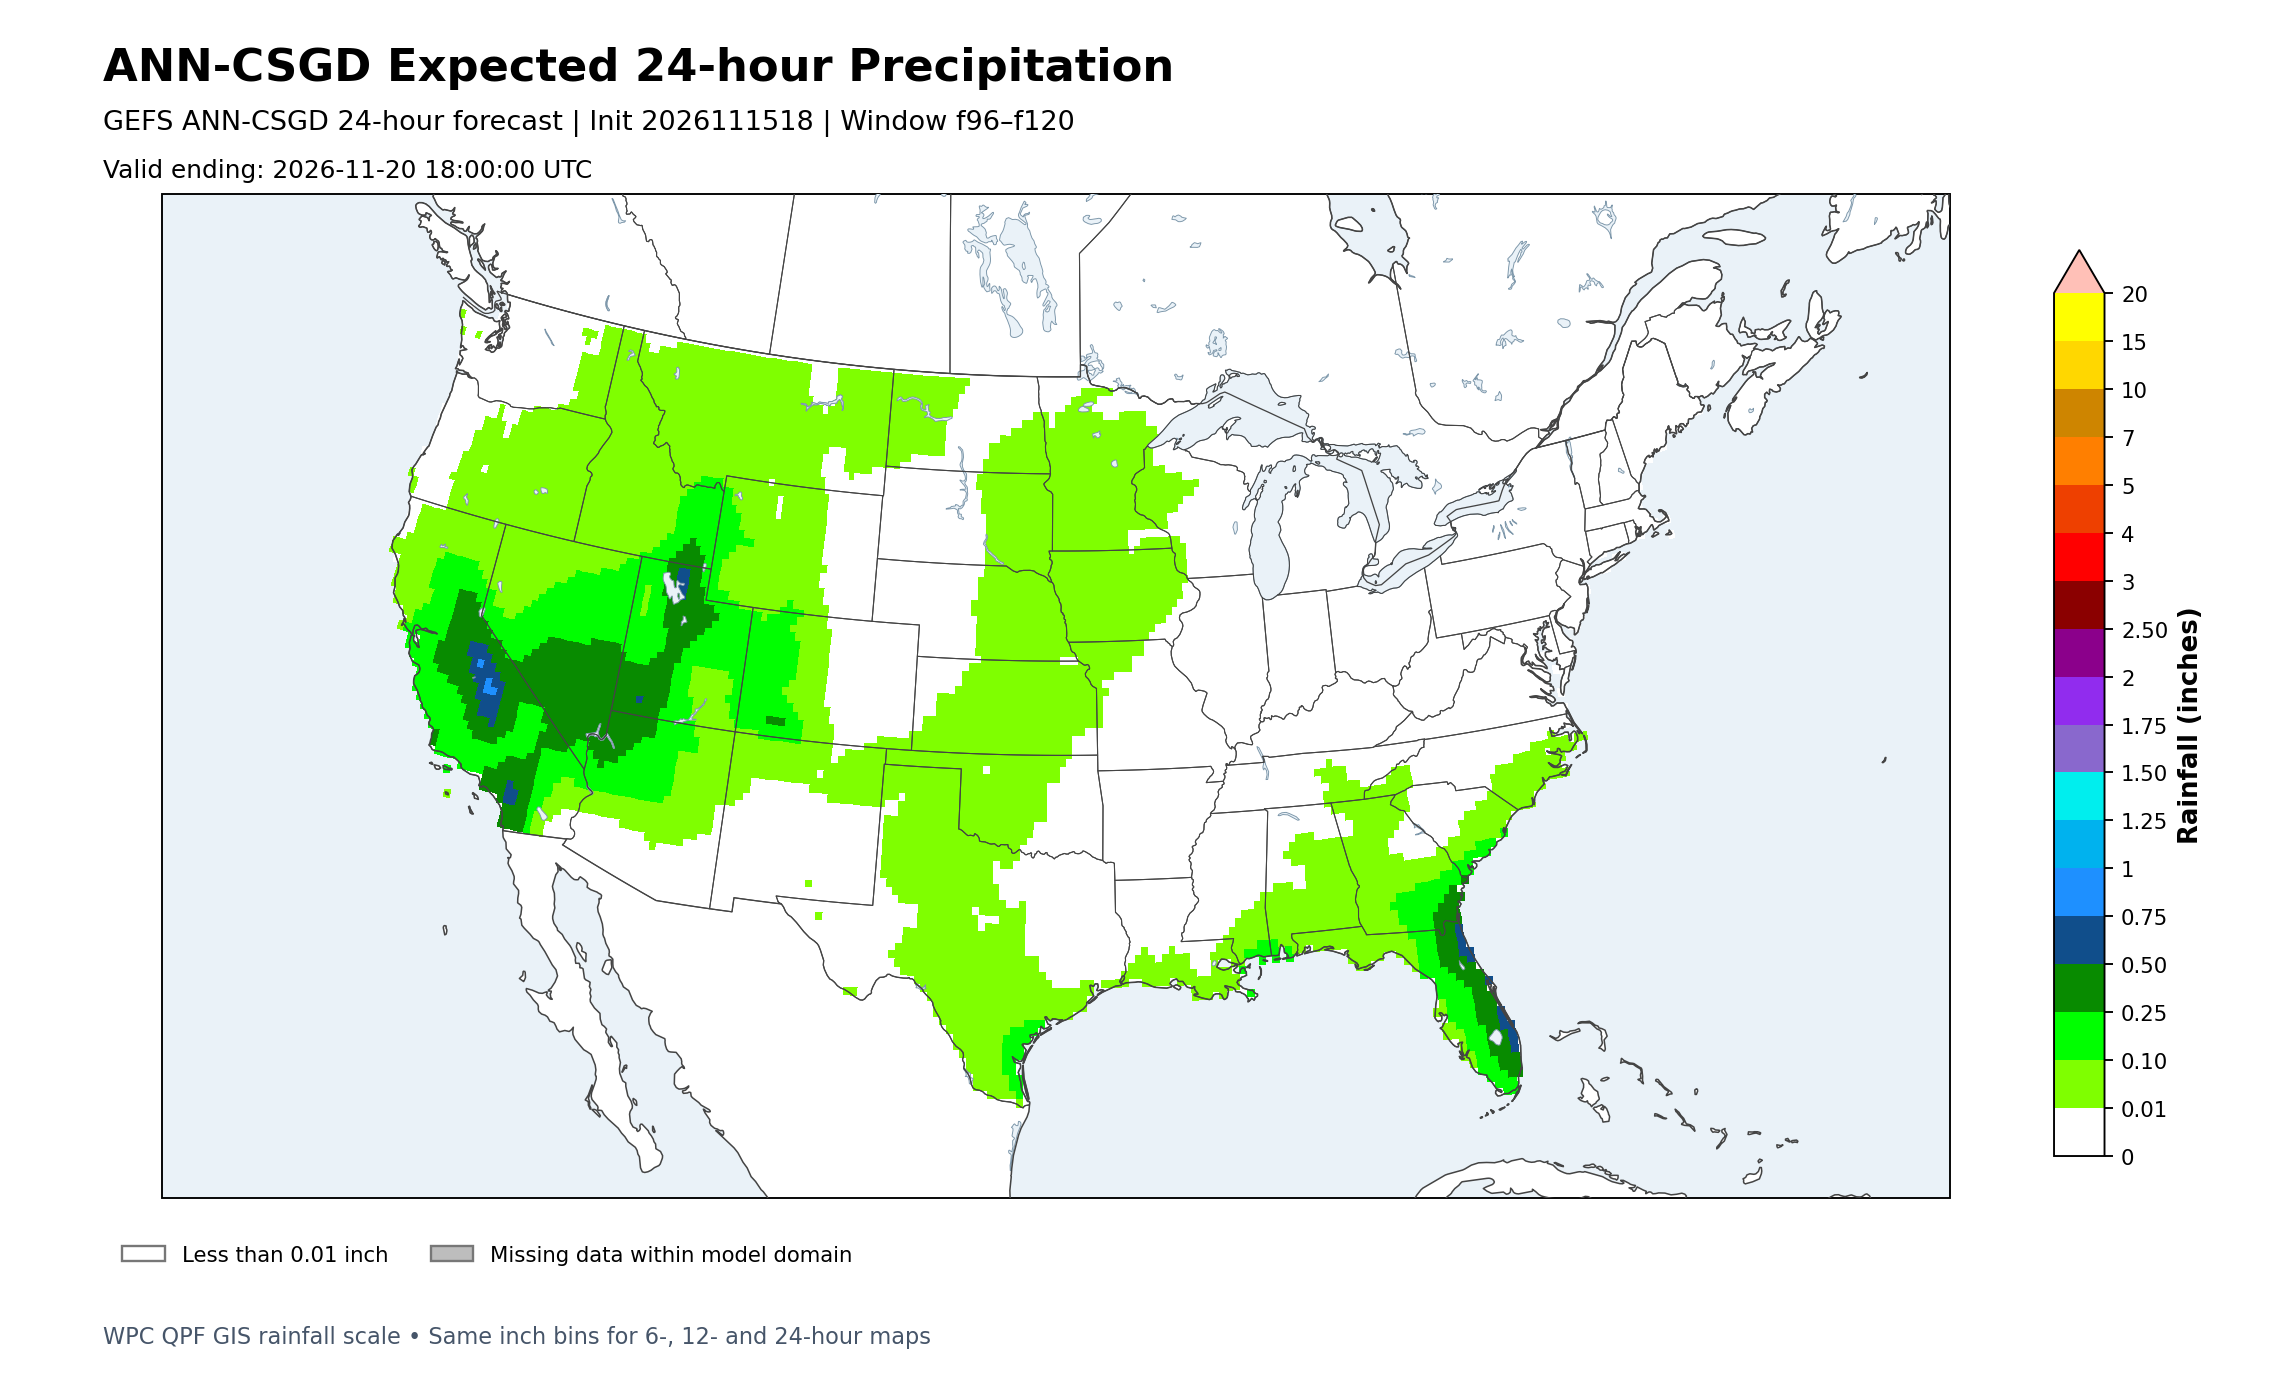 ANN-CSGD Expected 24-hour Precipitation
GEFS ANN-CSGD 24-hour forecast | Init 2026111518 | Window f96–f120
Valid ending: 2026-11-20 18:00:00 UTC
20
15
10
7
5
4
3
2.50
2
1.75
1.50
1.25
1
0.75
0.50
0.25
0.10
0.01
0
Rainfall (inches)
Less than 0.01 inch
Missing data within model domain
WPC QPF GIS rainfall scale • Same inch bins for 6-, 12- and 24-hour maps